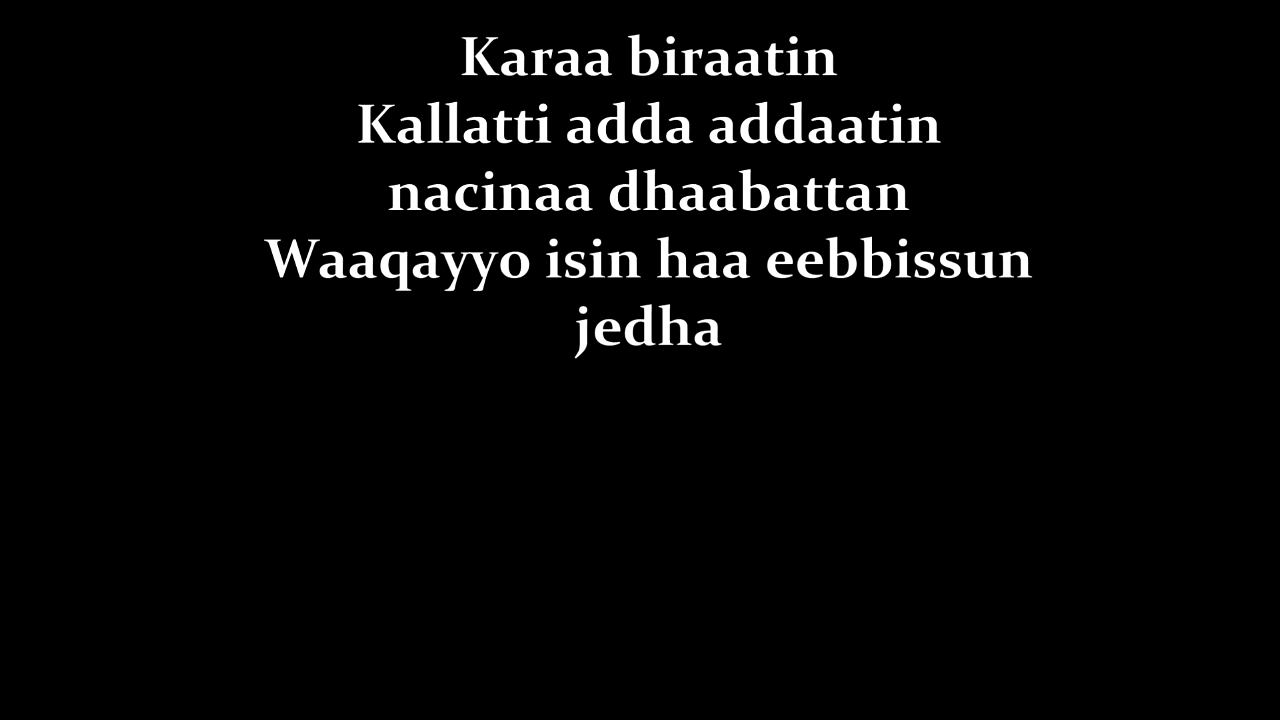 Karaa biraatin
Kallatti adda addaatin
nacinaa dhaabattan
Waaqayyo isin haa eebbissun
jedha